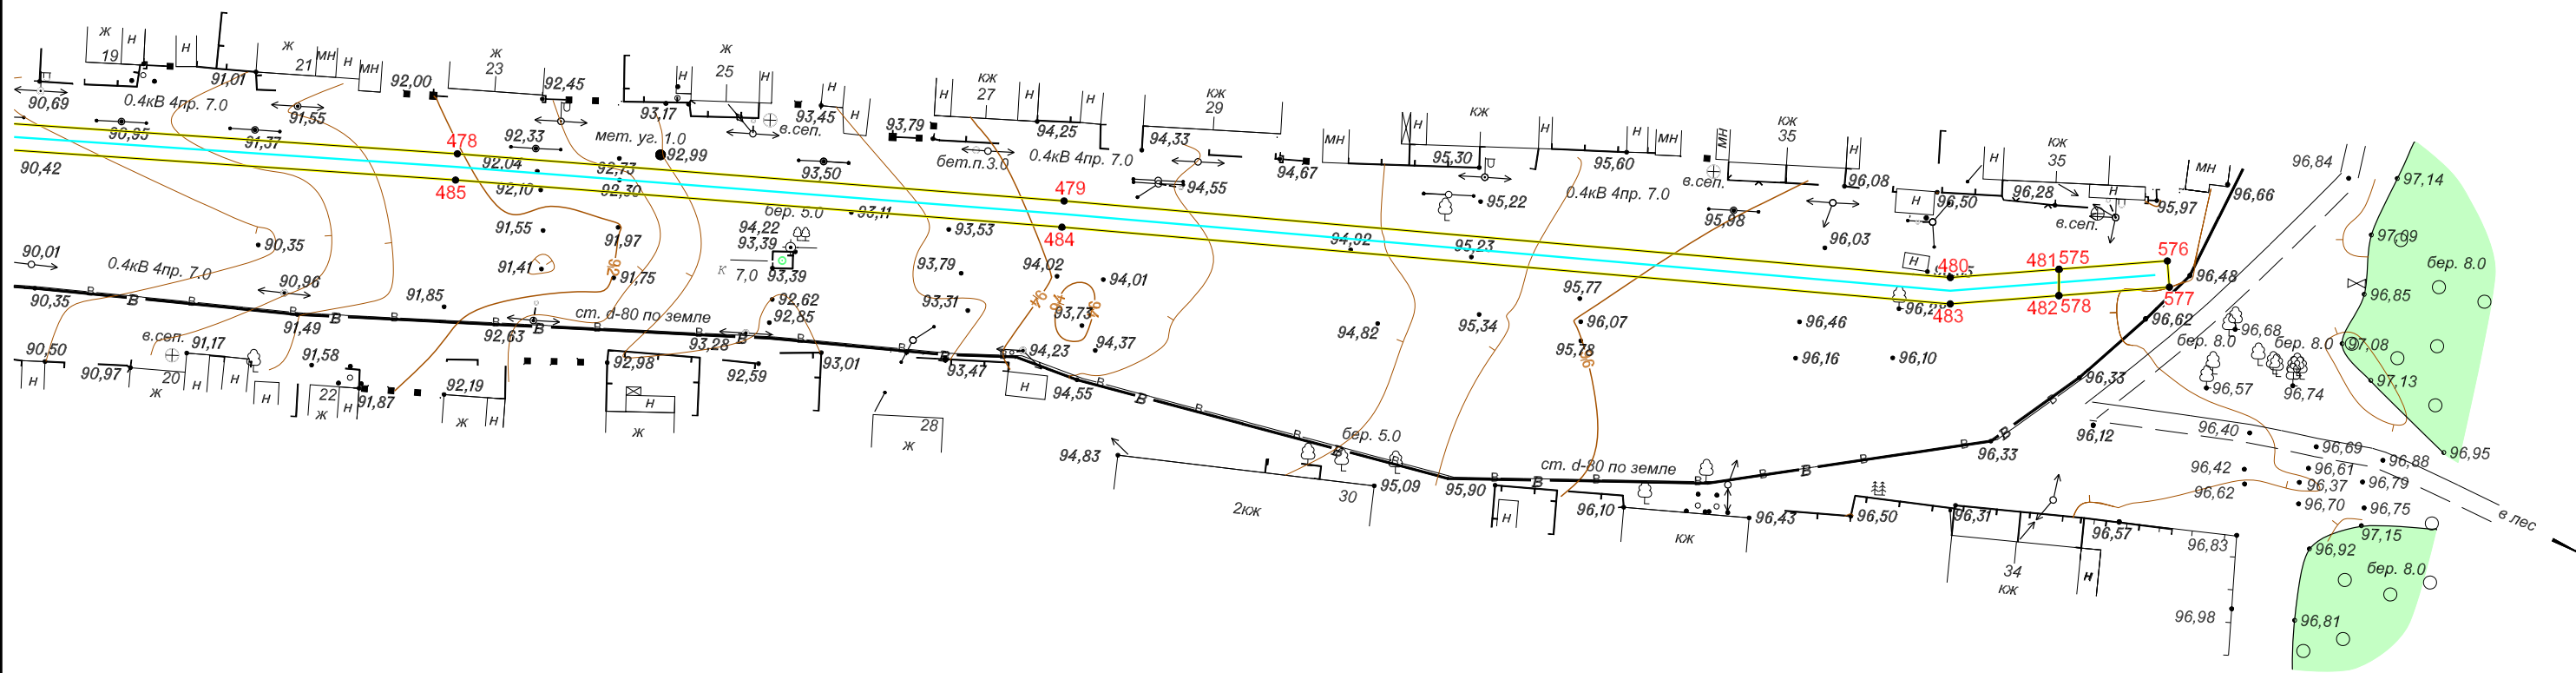 ж
19
н
н
91,01
ж
21
мн
н
мн
90,69
0.4кВ 4пр. 7.0
90,95
91,37
91,55
92,00
ж
23
92,45
92,33
92,04
92,10
478
485
90,42
ж
25
н
н
93,17
мет. уг. 1.0
92,99
92,73
92,30
в.сеп.
93,45
н
н
93,50
93,79
кж
27
н
н
н
94,25
бет.п.3.0
0.4кВ 4пр. 7.0
479
484
кж
29
94,33
94,55
94,67
мн
н
кж
95,30
н
н
мн
95,60
95,22
0.4кВ 4пр. 7.0
мн
кж
35
н
в.сеп.
95,98
96,08
96,03
н
96,50
н
кж
35
96,28
н
в.сеп.
95,97
мн
96,66
96,84
97,14
97,09
бер. 8.0
96,85
97,08
97,13
96,95
90,01
90,35
0.4кВ 4пр. 7.0
90,96
90,35
91,49
91,85
91,55
91,41
91,97
92
91,75
бер. 5.0
94,22
93,39
к
7,0
93,39
93,11
93,53
93,79
93,31
94,02
94,01
94
94
94
93,73
94,37
94,23
92,62
92,85
92,63
ст. d-80 по земле
93,28
94,92
95,23
94,82
95,34
95,77
96,07
95,78
96
96,46
96,16
96,10
н
480
483
481
575
482
578
576
577
96,48
96,62
96,33
96,68
бер. 8.0
бер. 8.0
96,57
96,74
96,12
96,40
96,69
96,88
96,42
96,61
96,62
96,37
96,79
96,70
96,75
97,15
в лес
96,92
бер. 8.0
96,81
96,83
96,98
90,50
н
90,97
в.сеп.
91,17
20
ж
н
н
н
91,58
22
ж
н
91,87
92,19
ж
н
92,98
н
ж
92,59
93,01
93,47
28
ж
н
94,55
94,83
2кж
30
бер. 5.0
95,09
95,90
ст. d-80 по земле
н
96,10
кж
96,43
96,50
96,31
96,33
34
кж
96,57
н
В
В
В
В
В
В
В
В
В